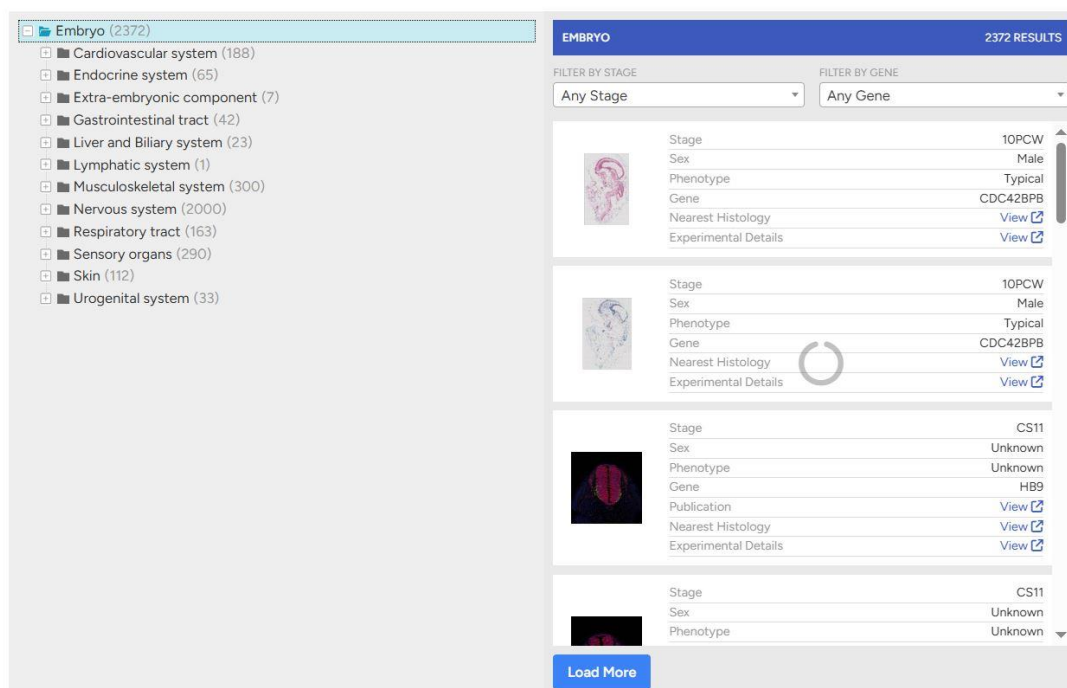 Embryo (2372)
Cardiovascular system (188)
Endocrine system (65)
Extra-embryonic component (7)
Gastrointestinal tract (42)
Liver and Biliary system (23)
Lymphatic system (1)
Musculoskeletal system (300)
Nervous system (2000)
Respiratory tract (163)
Sensory organs (290)
Skin (112)
Urogenital system (33)
EMBRYO 2372 RESULTS
FILTER BY STAGE FILTER BY GENE
Any Stage Any Gene
Stage 10PCW
Sex Male
Phenotype Typical
Gene CDC42BPB
Nearest Histology View
Experimental Details View
Stage 10PCW
Sex Male
Phenotype Typical
Gene CDC42BPB
Nearest Histology View
Experimental Details View
Stage CS11
Sex Unknown
Phenotype Unknown
Gene HB9
Publication View
Nearest Histology View
Experimental Details View
Stage CS11
Sex Unknown
Phenotype Unknown
Load More